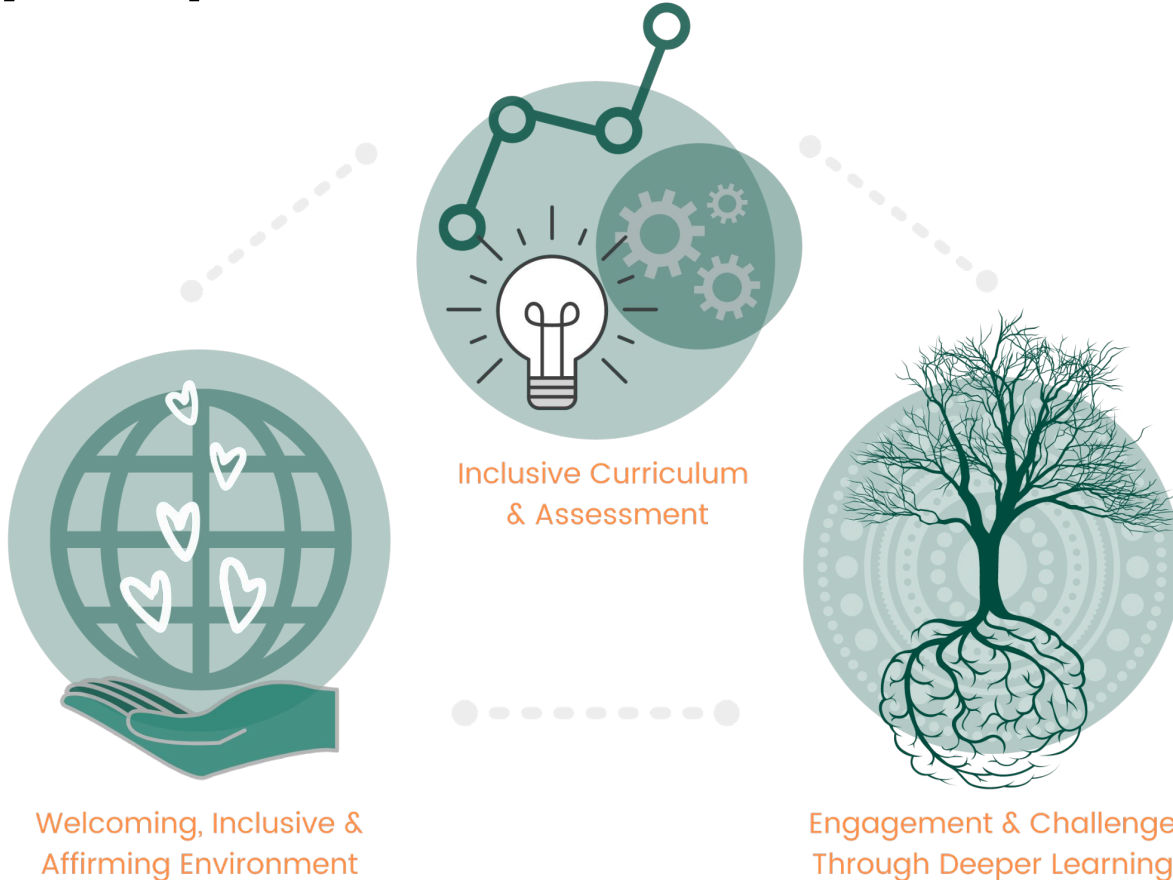 Inclusive Curriculum
& Assessment
Welcoming, Inclusive &
Affirming Environment
Engagement & Challenge
Through Deeper Learning